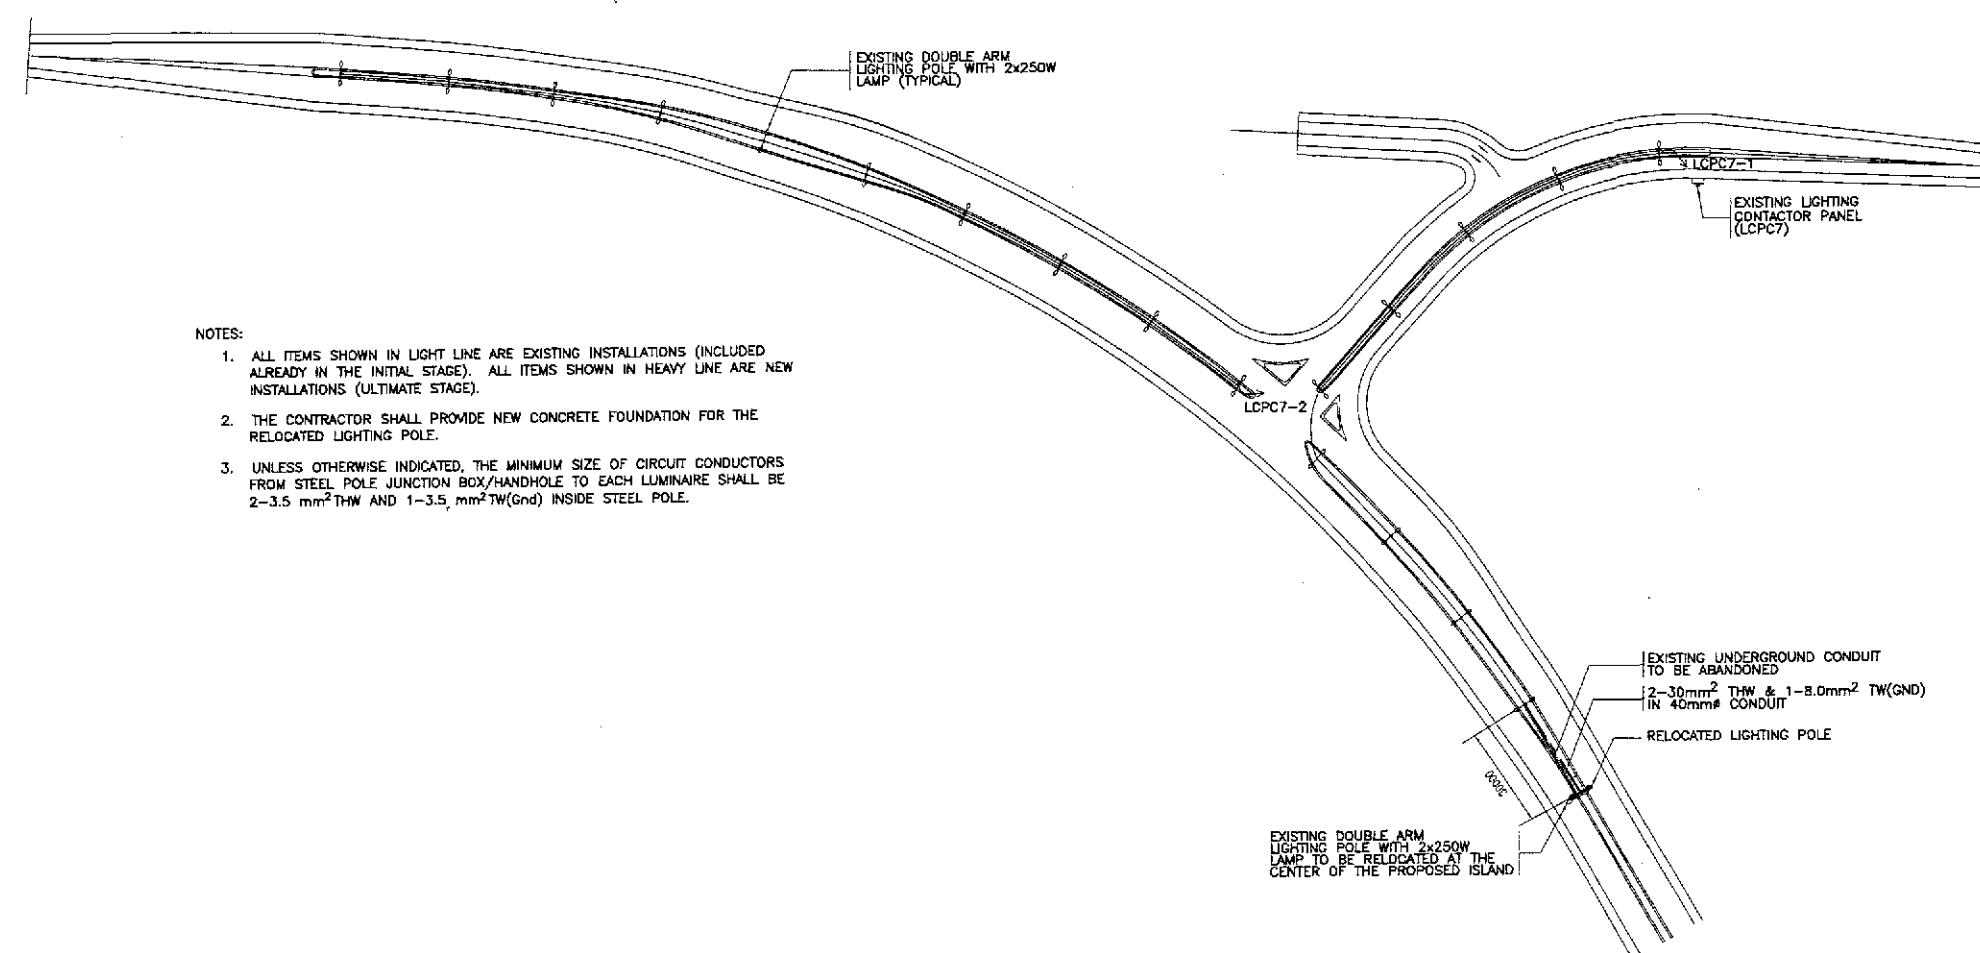 EXISTING DOUBLE ARM
LIGHTING POLE WITH 2x250W
LAMP (TYPICAL)
LCPC7-1
EXISTING LIGHTING
CONTACTOR PANEL
(LCPC7)
NOTES:
1. ALL ITEMS SHOWN IN LIGHT LINE ARE EXISTING INSTALLATIONS (INCLUDED
ALREADY IN THE INITIAL STAGE). ALL ITEMS SHOWN IN HEAVY LINE ARE NEW
INSTALLATIONS (ULTIMATE STAGE).
2. THE CONTRACTOR SHALL PROVIDE NEW CONCRETE FOUNDATION FOR THE
RELOCATED LIGHTING POLE.
3. UNLESS OTHERWISE INDICATED, THE MINIMUM SIZE OF CIRCUIT CONDUCTORS
FROM STEEL POLE JUNCTION BOX/HANDHOLE TO EACH LUMINAIRE SHALL BE
2-3.5 mm² THW AND 1-3.5 mm² TW(Gnd) INSIDE STEEL POLE.
LCPC7-2
EXISTING UNDERGROUND CONDUIT
TO BE ABANDONED
2-30mm² THW & 1-8.0mm² TW(GND)
IN 40mmø CONDUIT
RELOCATED LIGHTING POLE
30000
EXISTING DOUBLE ARM
LIGHTING POLE WITH 2x250W
LAMP TO BE RELOCATED AT THE
CENTER OF THE PROPOSED ISLAND